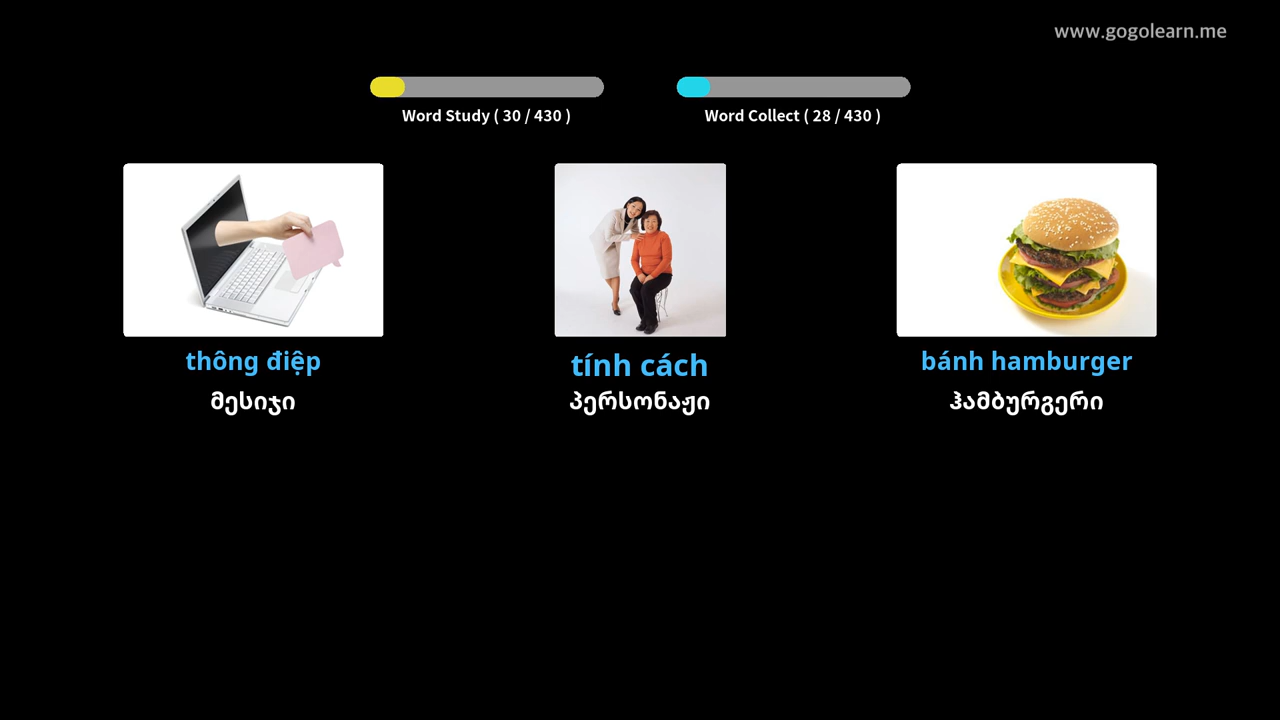 www.gogolearn.me
Word Study ( 30 / 430 )
Word Collect ( 28 / 430 )
thông điệp
მესიჯი
tính cách
პერსონაჟი
bánh hamburger
ჰამბურგერი